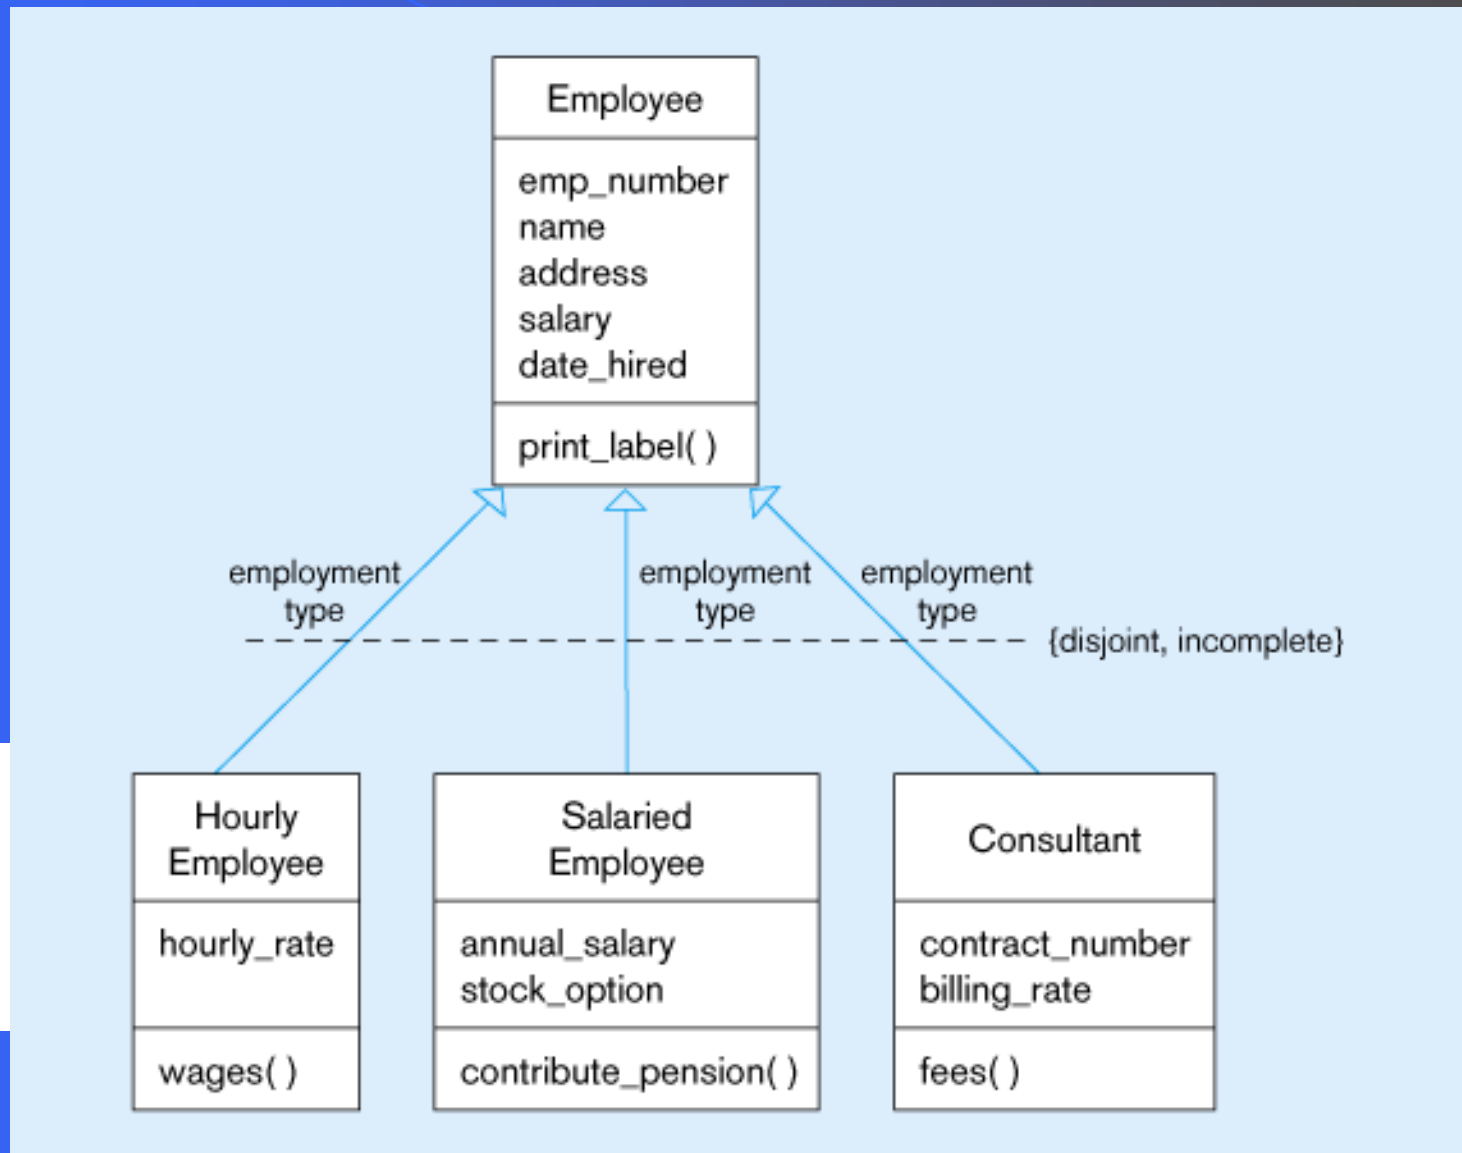 Employee
emp_number
name
address
salary
date_hired
print_label( )
employment
type
employment
type
employment
type
{disjoint, incomplete}
Hourly
Employee
hourly_rate
wages( )
Salaried
Employee
annual_salary
stock_option
contribute_pension( )
Consultant
contract_number
billing_rate
fees( )